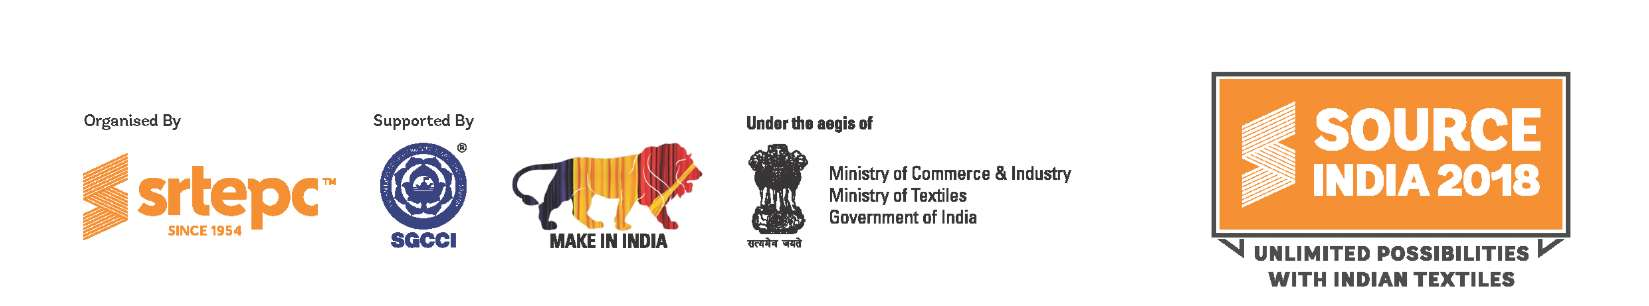 Organised By
srtepc™
SINCE 1954
Supported By
®
SGCCI
MAKE IN INDIA
Under the aegis of
सत्यमेव जयते
Ministry of Commerce & Industry
Ministry of Textiles
Government of India
SOURCE
INDIA 2018
UNLIMITED POSSIBILITIES
WITH INDIAN TEXTILES